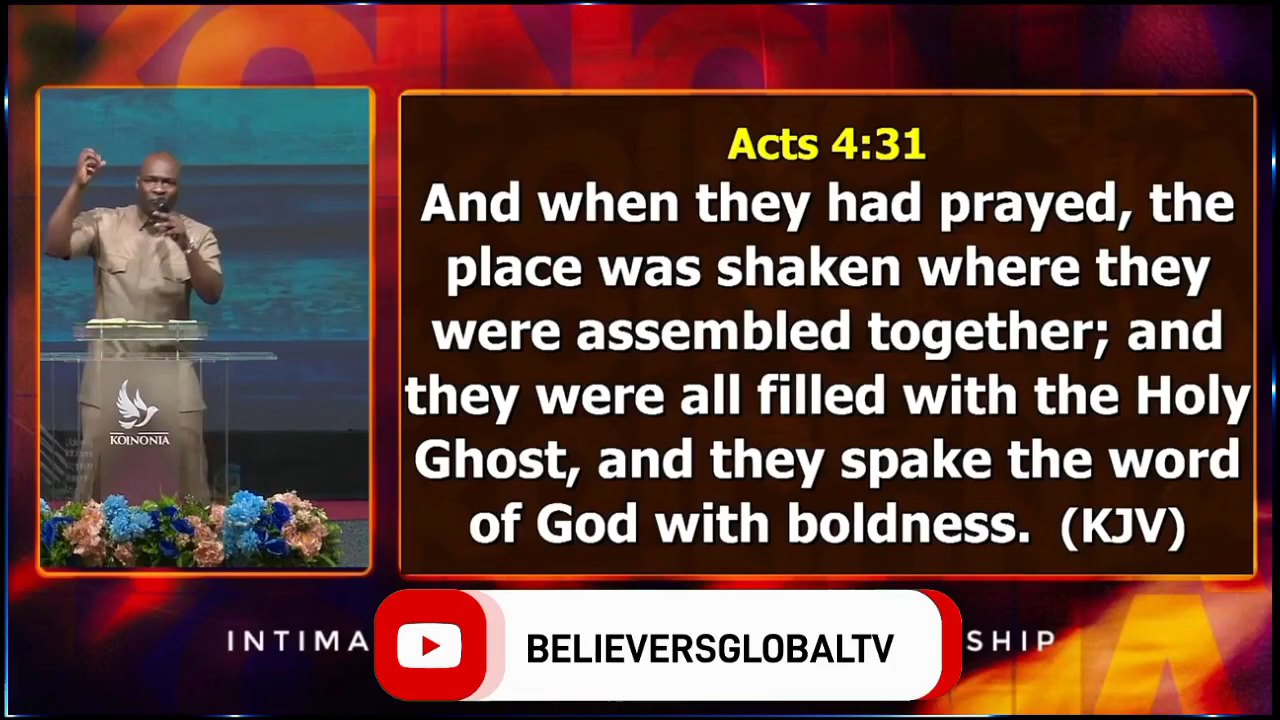 KOINONIA
Acts 4:31
And when they had prayed, the
place was shaken where they
were assembled together; and
they were all filled with the Holy
Ghost, and they spake the word
of God with boldness. (KJV)
KOINONIA
INTIMA
SHIP
BELIEVERSGLOBALTV